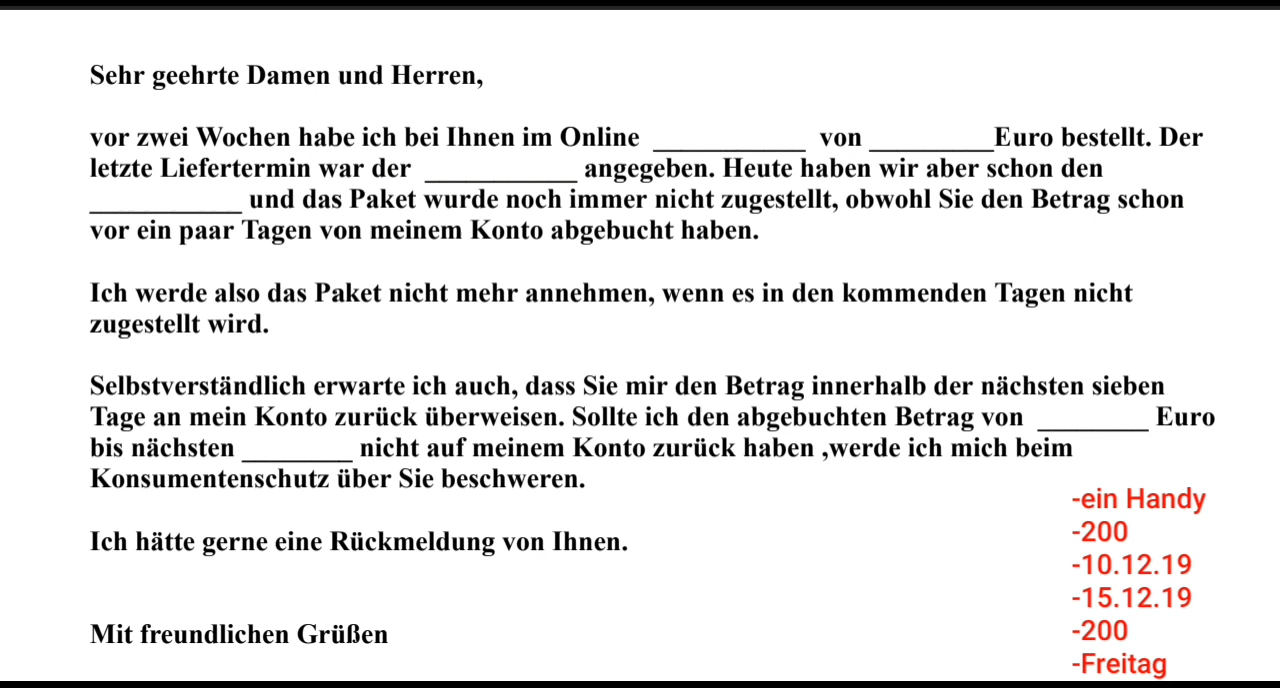 Sehr geehrte Damen und Herren,
vor zwei Wochen habe ich bei Ihnen im Online ___________ von _________Euro bestellt. Der
letzte Liefertermin war der ___________ angegeben. Heute haben wir aber schon den
___________ und das Paket wurde noch immer nicht zugestellt, obwohl Sie den Betrag schon
vor ein paar Tagen von meinem Konto abgebucht haben.
Ich werde also das Paket nicht mehr annehmen, wenn es in den kommenden Tagen nicht
zugestellt wird.
Selbstverständlich erwarte ich auch, dass Sie mir den Betrag innerhalb der nächsten sieben
Tage an mein Konto zurück überweisen. Sollte ich den abgebuchten Betrag von ________ Euro
bis nächsten ________ nicht auf meinem Konto zurück haben ,werde ich mich beim
Konsumentenschutz über Sie beschweren.
Ich hätte gerne eine Rückmeldung von Ihnen.
Mit freundlichen Grüßen
-ein Handy
-200
-10.12.19
-15.12.19
-200
-Freitag